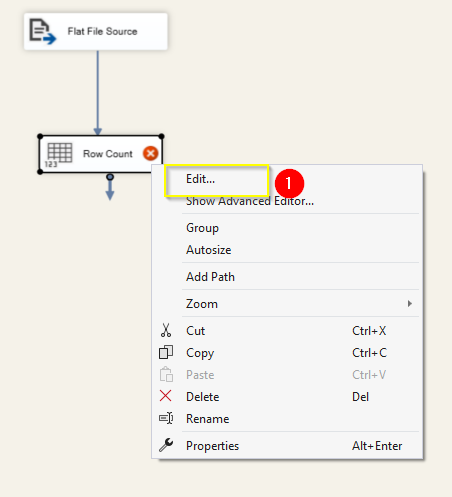 Flat File Source
Row Count
123
Edit...
1
Show Advanced Editor...
Group
Autosize
Add Path
Zoom
Cut Ctrl+X
Copy Ctrl+C
Paste Ctrl+V
Delete Del
Rename
Properties Alt+Enter